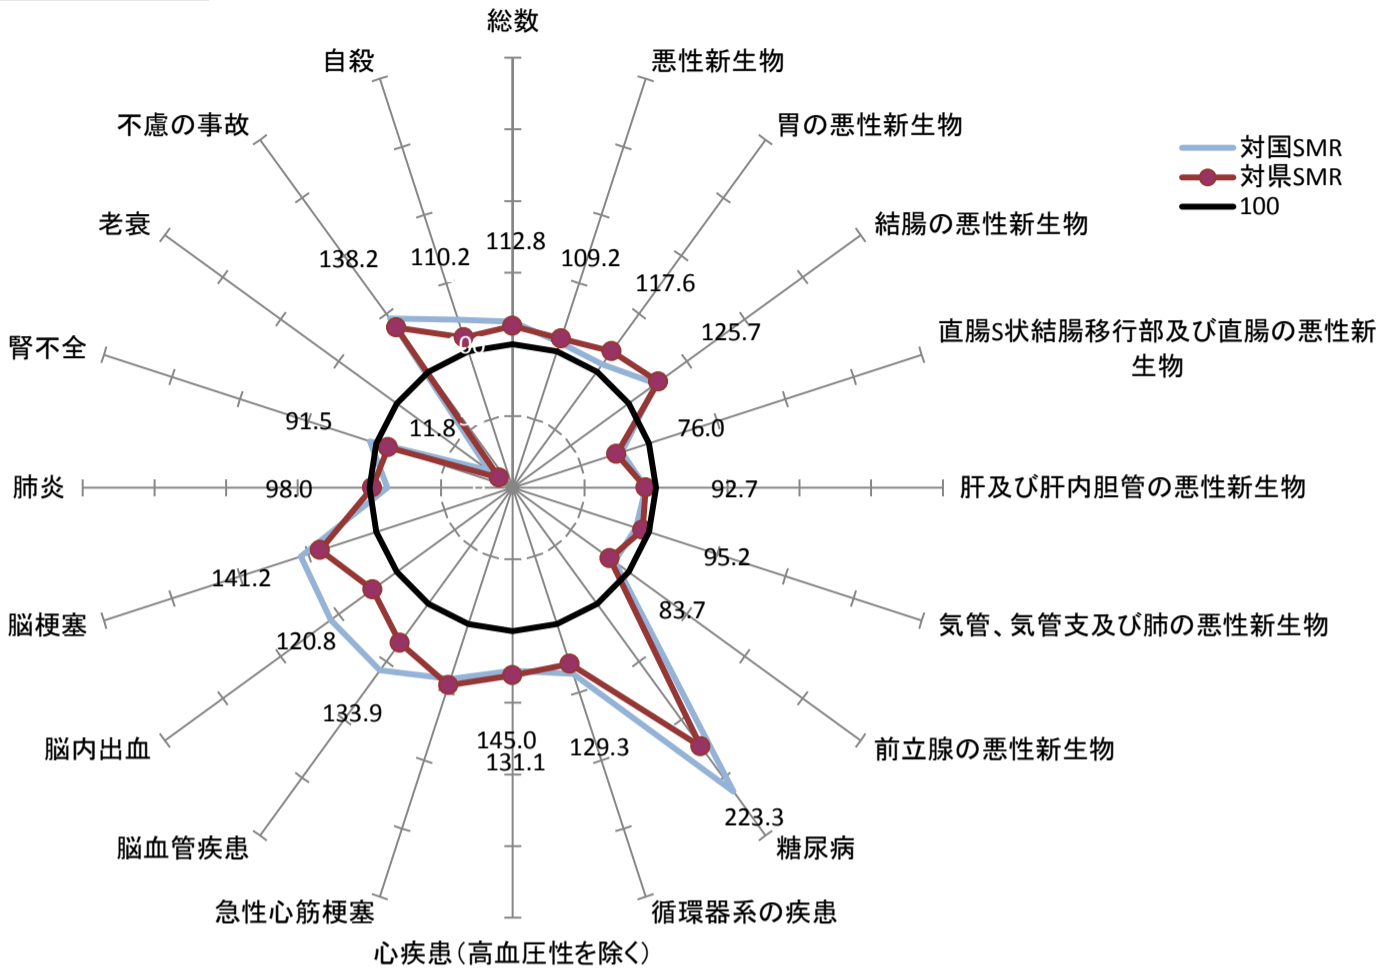 総数
自殺
悪性新生物
不慮の事故
胃の悪性新生物
対国SMR
対県SMR
100
老衰
結腸の悪性新生物
138.2
110.2
112.8
109.2
117.6
125.7
腎不全
直腸S状結腸移行部及び直腸の悪性新
生物
91.5
11.8
76.0
肺炎
98.0
92.7
肝及び肝内胆管の悪性新生物
141.2
95.2
脳梗塞
気管、気管支及び肺の悪性新生物
120.8
83.7
脳内出血
前立腺の悪性新生物
133.9
145.0
131.1
129.3
223.3
脳血管疾患
糖尿病
急性心筋梗塞
循環器系の疾患
心疾患（高血圧性を除く）